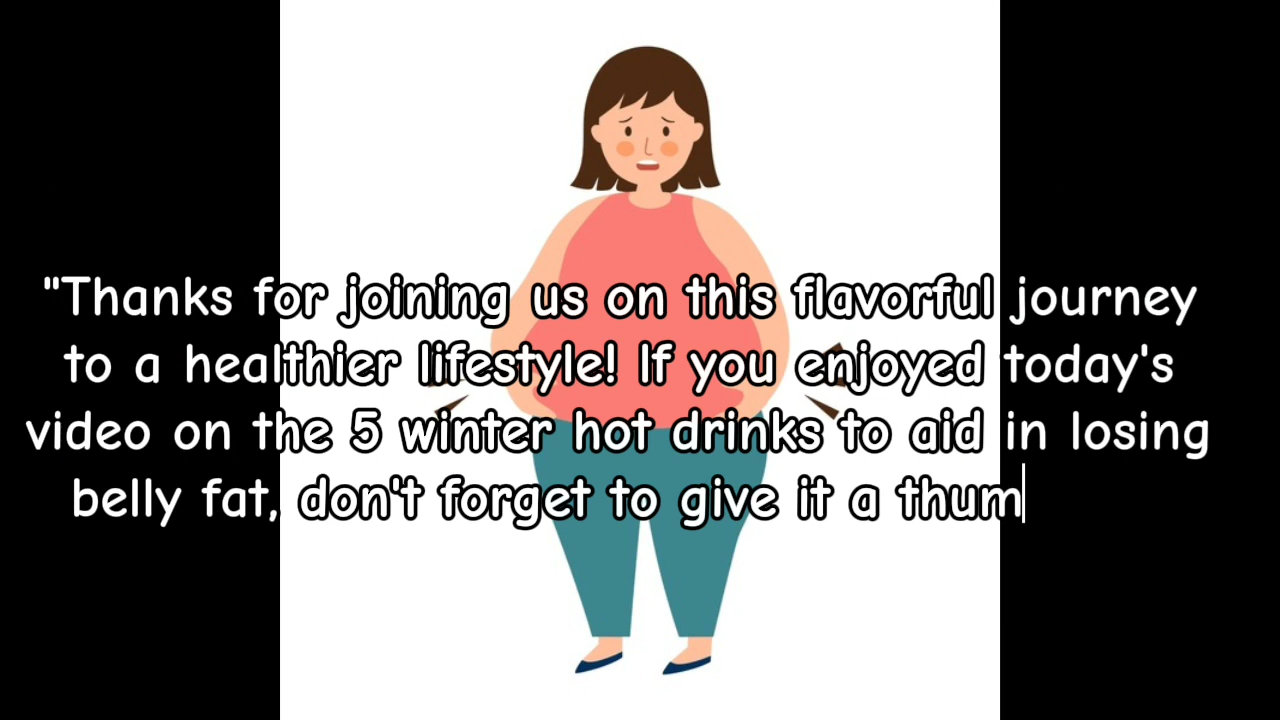 "Thanks for joining us on this flavorful journey
to a healthier lifestyle! If you enjoyed today's
video on the 5 winter hot drinks to aid in losing
belly fat, don't forget to give it a thum